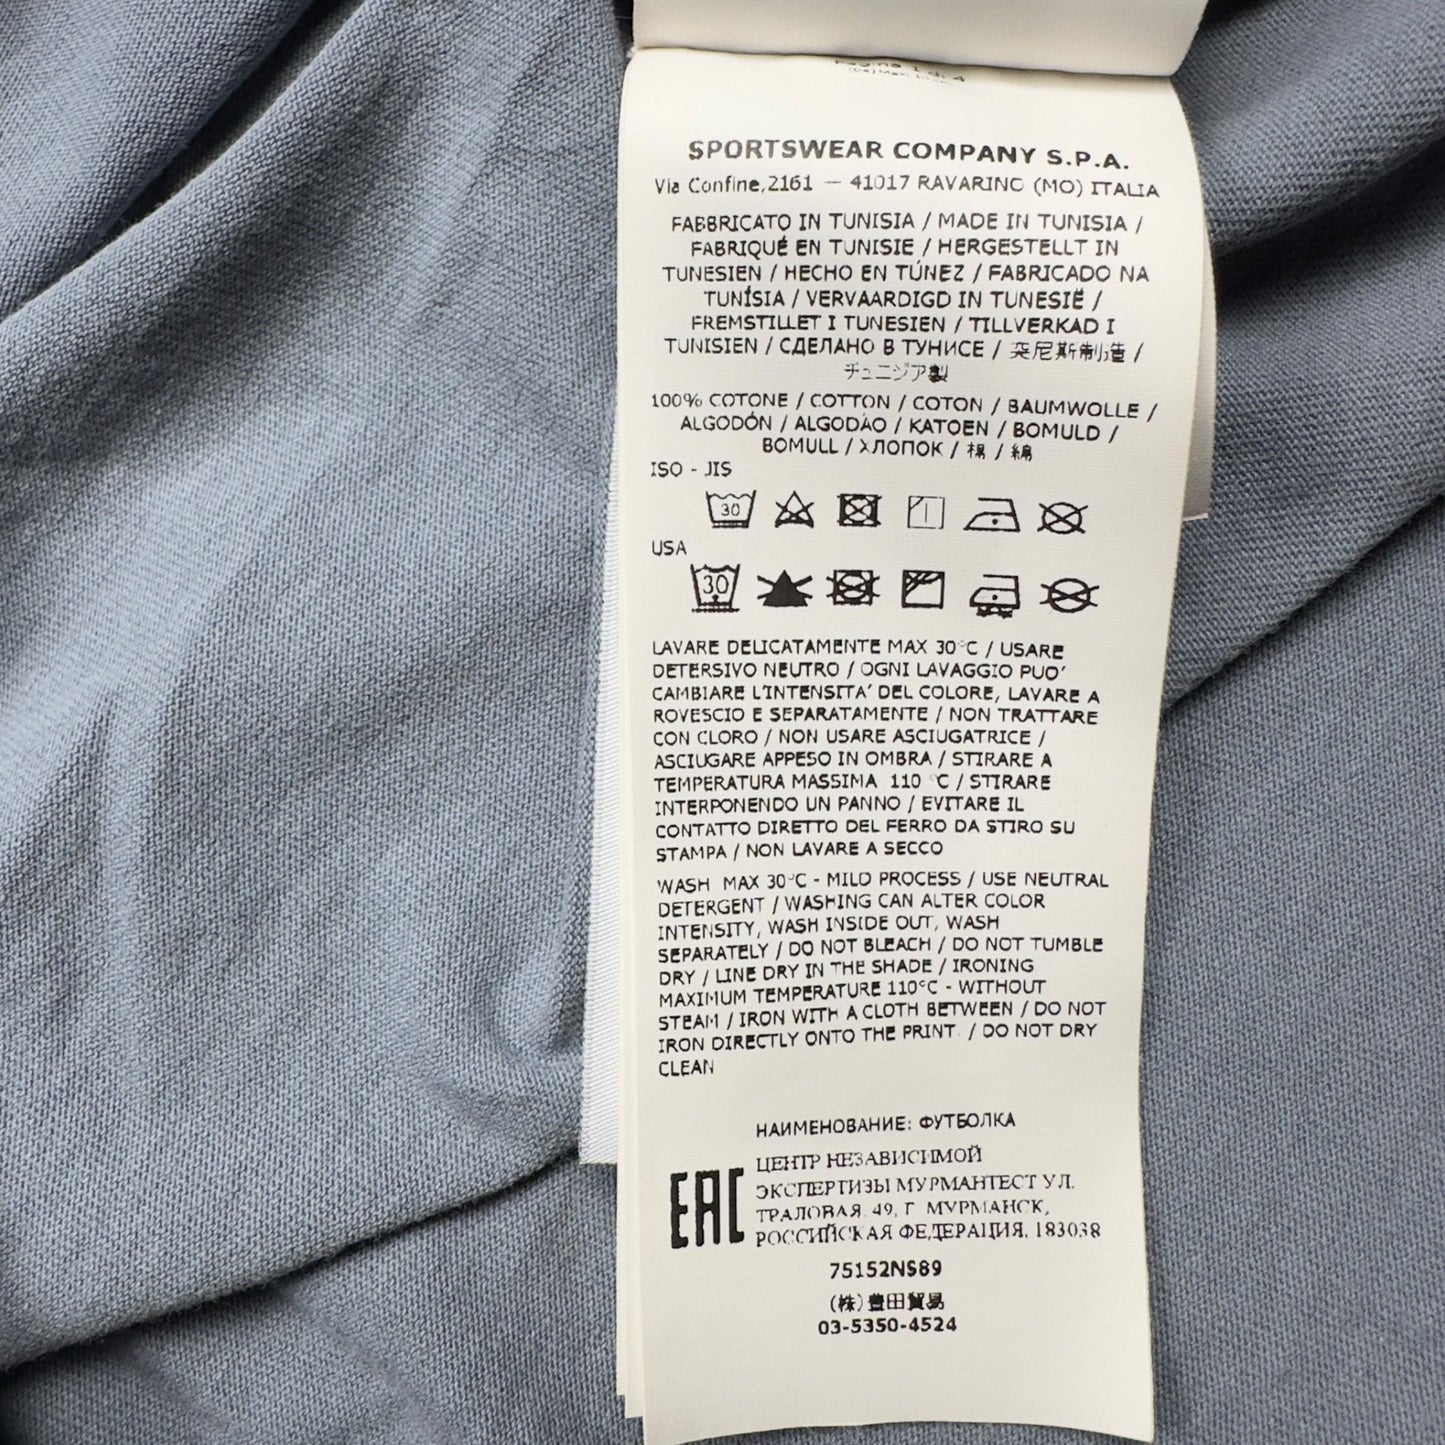 Pagina 1 di 4
SPORTSWEAR COMPANY S.P.A.
Via Confine,2161 — 41017 RAVARINO (MO) ITALIA
FABBRICATO IN TUNISIA / MADE IN TUNISIA /
FABRIQUÉ EN TUNISIE / HERGESTELLT IN
TUNESIEN / HECHO EN TÚNEZ / FABRICADO NA
TUNÍSIA / VERVAARDIGD IN TUNESIË /
FREMSTILLET I TUNESIEN / TILLVERKAD I
TUNISIEN / СДЕЛАНО В ТУНИСЕ / 突尼斯制造 /
チュニジア製
100% COTONE / COTTON / COTON / BAUMWOLLE /
ALGODÓN / ALGODÃO / KATOEN / BOMULD /
BOMULL / ХЛОПОК / 棉 / 綿
ISO - JIS
30
USA
30
LAVARE DELICATAMENTE MAX 30°C / USARE
DETERSIVO NEUTRO / OGNI LAVAGGIO PUO'
CAMBIARE L'INTENSITA' DEL COLORE, LAVARE A
ROVESCIO E SEPARATAMENTE / NON TRATTARE
CON CLORO / NON USARE ASCIUGATRICE /
ASCIUGARE APPESO IN OMBRA / STIRARE A
TEMPERATURA MASSIMA 110 °C / STIRARE
INTERPONENDO UN PANNO / EVITARE IL
CONTATTO DIRETTO DEL FERRO DA STIRO SU
STAMPA / NON LAVARE A SECCO
WASH MAX 30°C - MILD PROCESS / USE NEUTRAL
DETERGENT / WASHING CAN ALTER COLOR
INTENSITY, WASH INSIDE OUT, WASH
SEPARATELY / DO NOT BLEACH / DO NOT TUMBLE
DRY / LINE DRY IN THE SHADE / IRONING
MAXIMUM TEMPERATURE 110°C - WITHOUT
STEAM / IRON WITH A CLOTH BETWEEN / DO NOT
IRON DIRECTLY ONTO THE PRINT. / DO NOT DRY
CLEAN
НАИМЕНОВАНИЕ: ФУТБОЛКА
EAC
ЦЕНТР НЕЗАВИСИМОЙ
ЭКСПЕРТИЗЫ МУРМАНТЕСТ УЛ.
ТРАЛОВАЯ, 49, Г. МУРМАНСК,
РОССИЙСКАЯ ФЕДЕРАЦИЯ, 183038
75152NS89
(株)豊田貿易
03-5350-4524